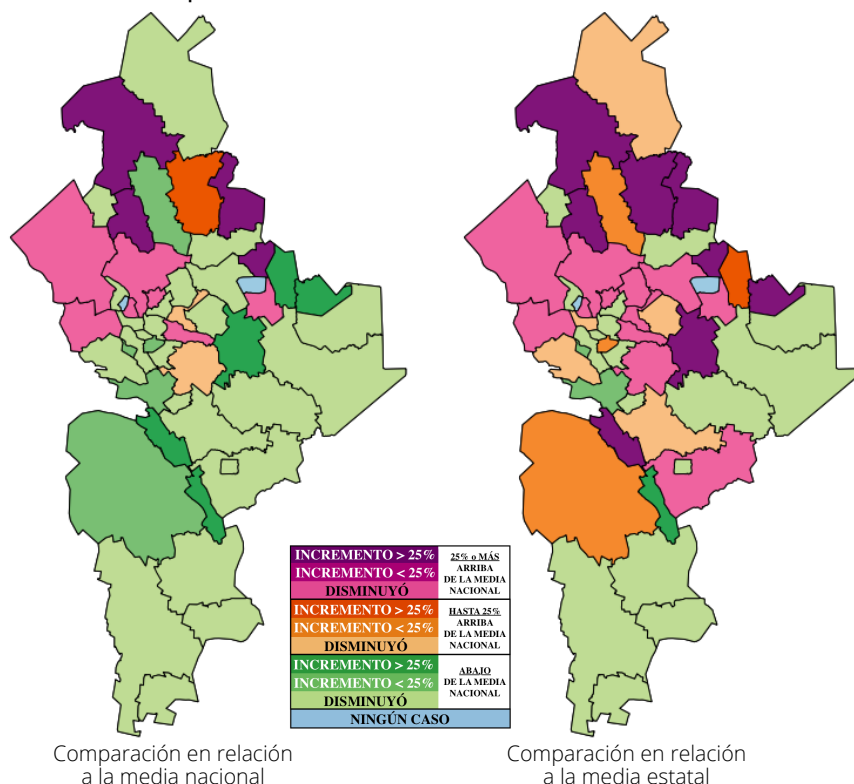 INCREMENTO > 25%
INCREMENTO < 25%
DISMINUYÓ
25% o MÁS
ARRIBA
DE LA MEDIA
NACIONAL
INCREMENTO > 25%
INCREMENTO < 25%
DISMINUYÓ
HASTA 25%
ARRIBA
DE LA MEDIA
NACIONAL
INCREMENTO > 25%
INCREMENTO < 25%
DISMINUYÓ
ABAJO
DE LA MEDIA
NACIONAL
NINGÚN CASO
Comparación en relación
a la media nacional
Comparación en relación
a la media estatal